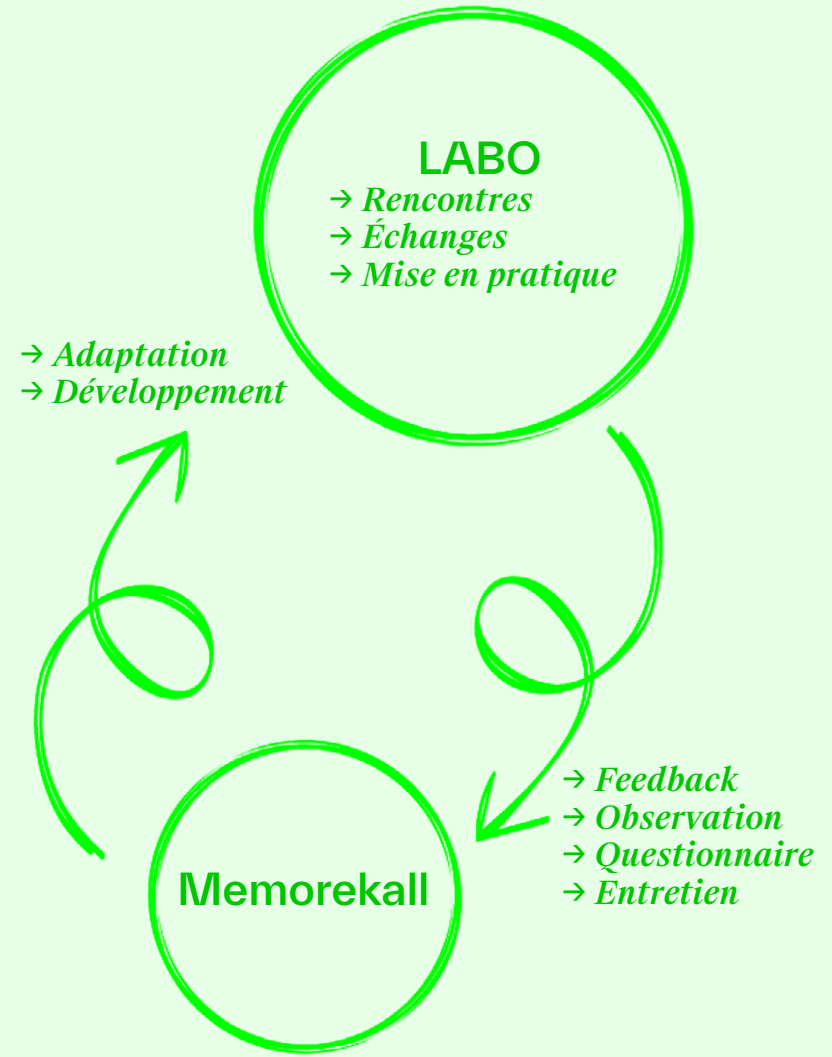 LABO
→ Rencontres
→ Échanges
→ Mise en pratique
→ Adaptation
→ Développement
→ Feedback
→ Observation
→ Questionnaire
→ Entretien
Memorekall